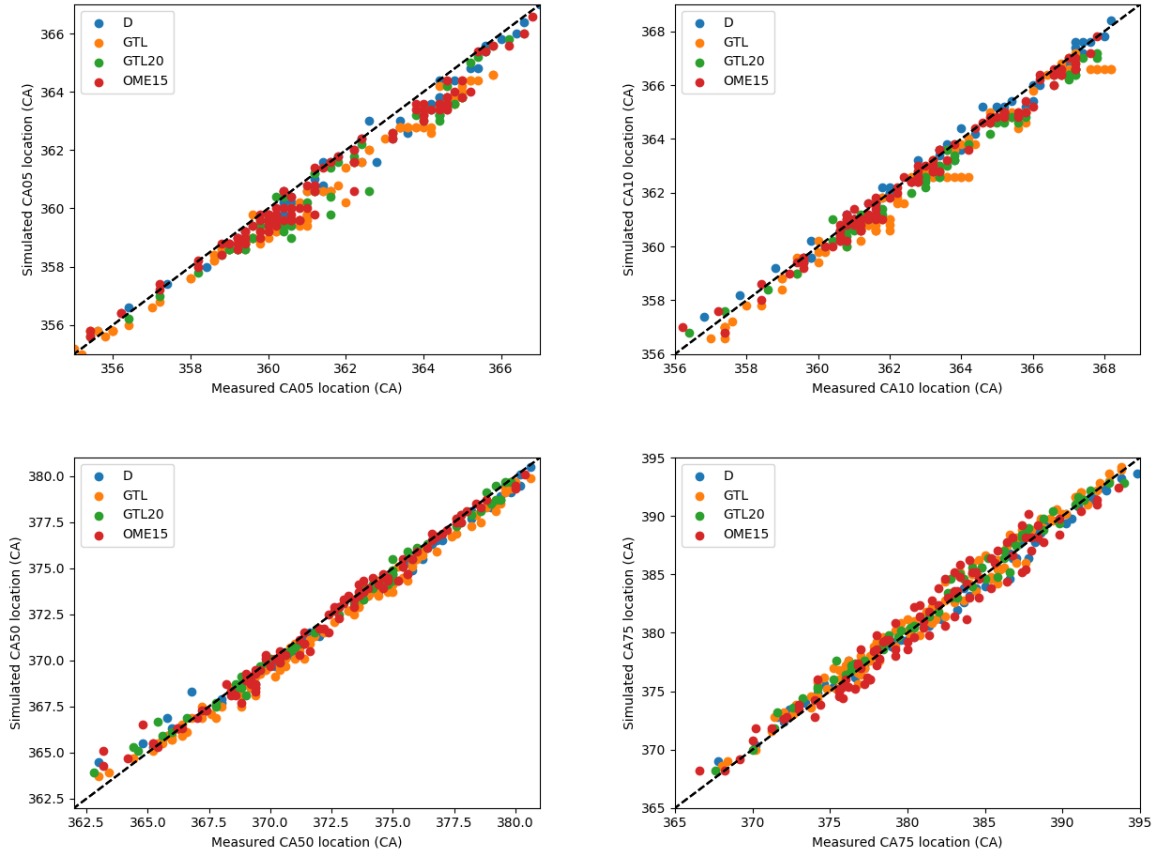 D
GTL
GTL20
OME15
366
364
362
360
358
356
Simulated CA05 location (CA)
356
358
360
362
364
366
Measured CA05 location (CA)
D
GTL
GTL20
OME15
368
366
364
362
360
358
356
Simulated CA10 location (CA)
356
358
360
362
364
366
368
Measured CA10 location (CA)
D
GTL
GTL20
OME15
380.0
377.5
375.0
372.5
370.0
367.5
365.0
362.5
Simulated CA50 location (CA)
362.5
365.0
367.5
370.0
372.5
375.0
377.5
380.0
Measured CA50 location (CA)
D
GTL
GTL20
OME15
395
390
385
380
375
370
365
Simulated CA75 location (CA)
365
370
375
380
385
390
395
Measured CA75 location (CA)